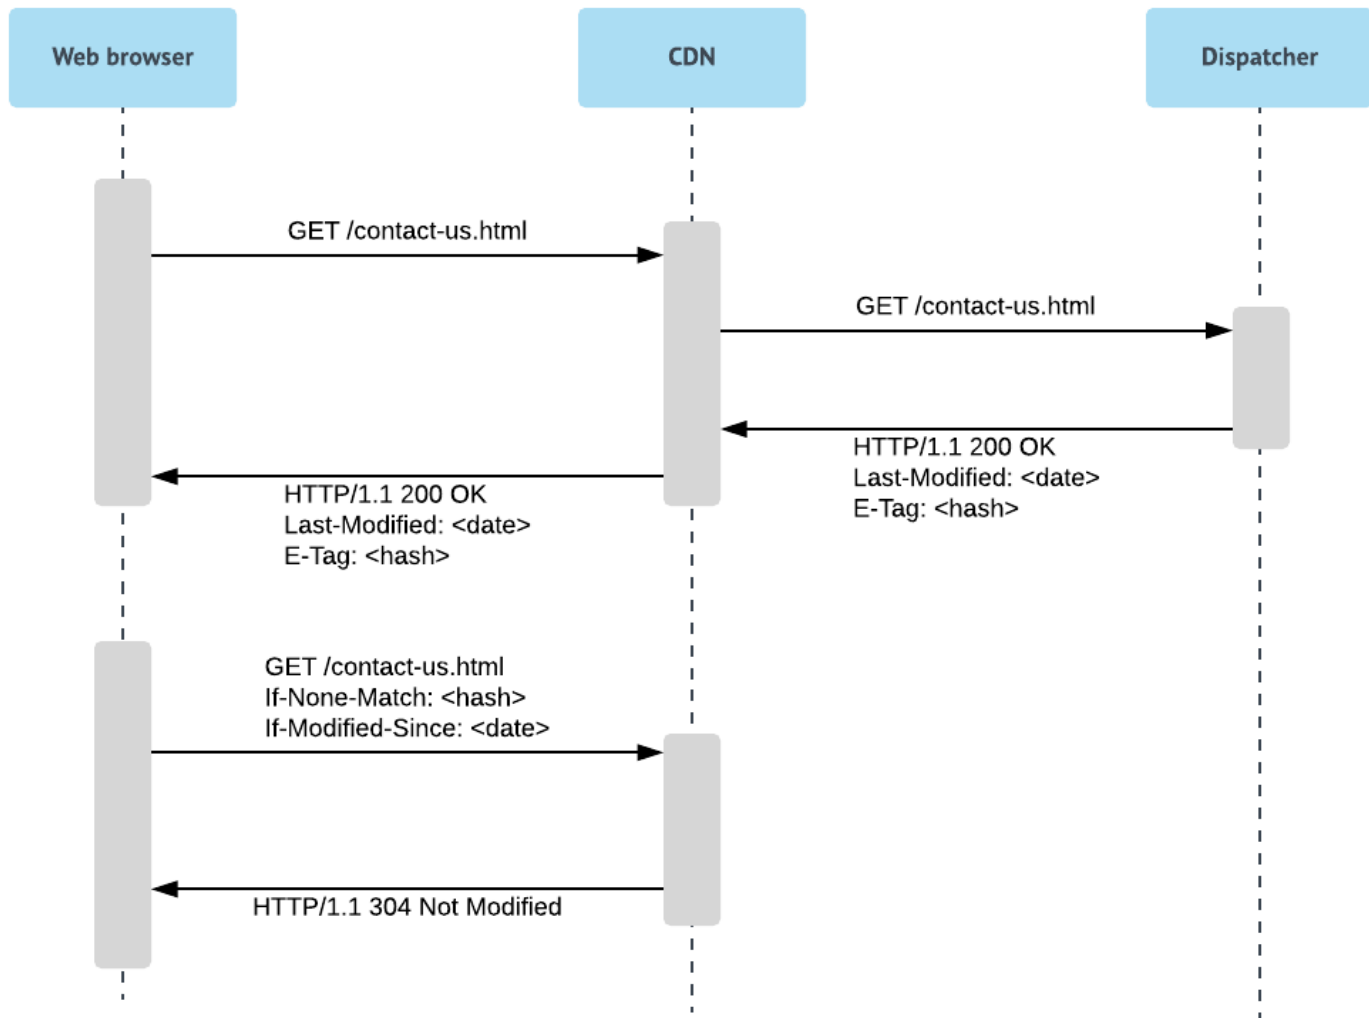 Web browser
CDN
Dispatcher
GET /contact-us.html
GET /contact-us.html
HTTP/1.1 200 OK
Last-Modified: <date>
E-Tag: <hash>
HTTP/1.1 200 OK
Last-Modified: <date>
E-Tag: <hash>
GET /contact-us.html
If-None-Match: <hash>
If-Modified-Since: <date>
HTTP/1.1 304 Not Modified